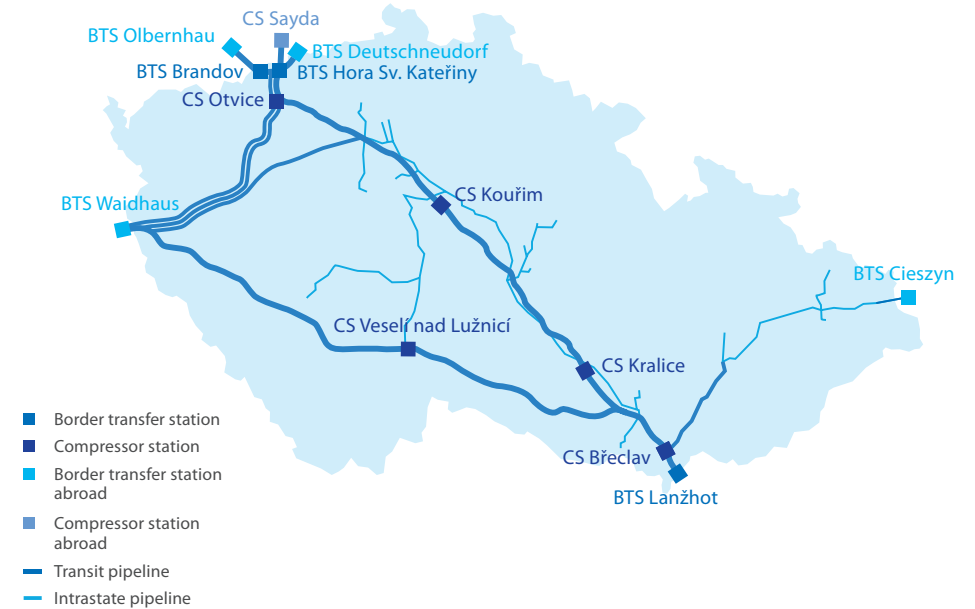 CS Sayda
BTS Olbernhau
BTS Deutschneudorf
BTS Brandov
BTS Hora Sv. Kateřiny
CS Otvice
CS Kouřim
BTS Waidhaus
BTS Cieszyn
CS Veselí nad Lužnicí
CS Kralice
CS Břeclav
BTS Lanžhot
Border transfer station
Compressor station
Border transfer station
abroad
Compressor station
abroad
Transit pipeline
Intrastate pipeline